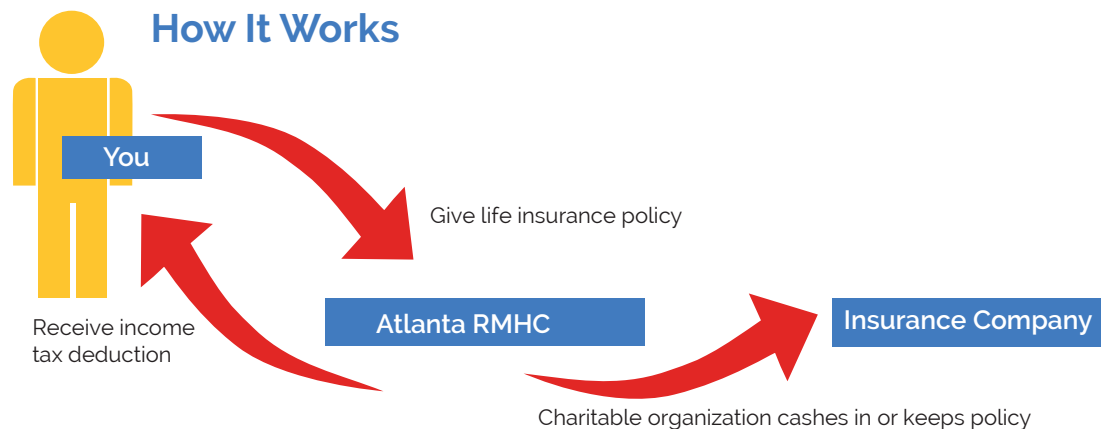 How It Works
You
Give life insurance policy
Receive income
tax deduction
Atlanta RMHC
Insurance Company
Charitable organization cashes in or keeps policy